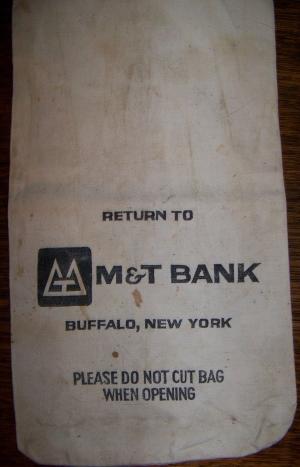 RETURN TO
M&T BANK
BUFFALO, NEW YORK
PLEASE DO NOT CUT BAG
WHEN OPENING